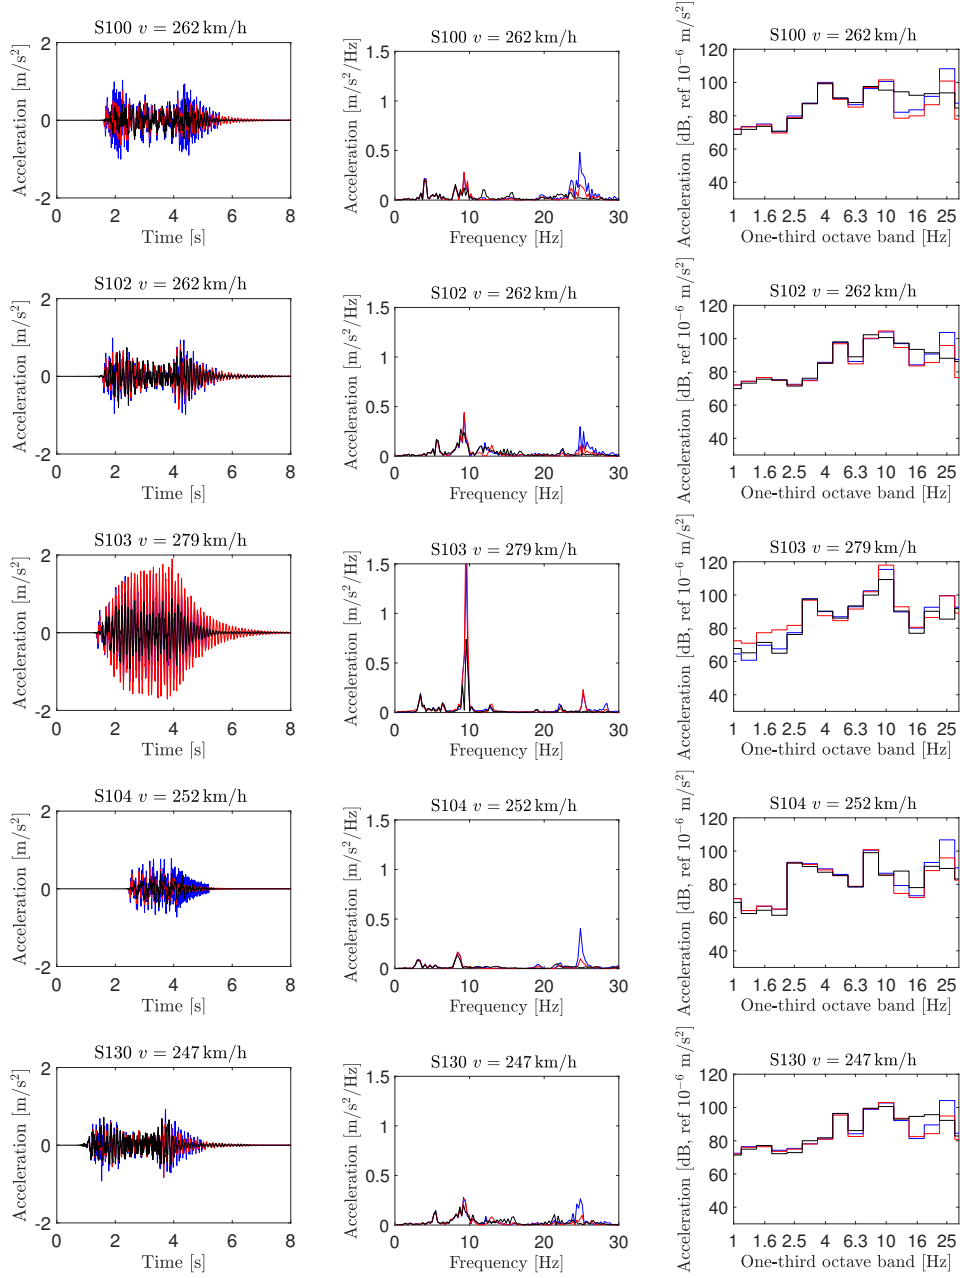 S100 v = 262 km/h
Acceleration [m/s²]
2
0
-2
0 2 4 6 8
Time [s]
S100 v = 262 km/h
Acceleration [m/s²/Hz]
1.5
1
0.5
0
0 10 20 30
Frequency [Hz]
S100 v = 262 km/h
Acceleration [dB, ref 10⁻⁶ m/s²]
120
100
80
60
40
1 1.6 2.5 4 6.3 10 16 25
One-third octave band [Hz]
S102 v = 262 km/h
Acceleration [m/s²]
2
0
-2
0 2 4 6 8
Time [s]
S102 v = 262 km/h
Acceleration [m/s²/Hz]
1.5
1
0.5
0
0 10 20 30
Frequency [Hz]
S102 v = 262 km/h
Acceleration [dB, ref 10⁻⁶ m/s²]
120
100
80
60
40
1 1.6 2.5 4 6.3 10 16 25
One-third octave band [Hz]
S103 v = 279 km/h
Acceleration [m/s²]
2
0
-2
0 2 4 6 8
Time [s]
S103 v = 279 km/h
Acceleration [m/s²/Hz]
1.5
1
0.5
0
0 10 20 30
Frequency [Hz]
S103 v = 279 km/h
Acceleration [dB, ref 10⁻⁶ m/s²]
120
100
80
60
40
1 1.6 2.5 4 6.3 10 16 25
One-third octave band [Hz]
S104 v = 252 km/h
Acceleration [m/s²]
2
0
-2
0 2 4 6 8
Time [s]
S104 v = 252 km/h
Acceleration [m/s²/Hz]
1.5
1
0.5
0
0 10 20 30
Frequency [Hz]
S104 v = 252 km/h
Acceleration [dB, ref 10⁻⁶ m/s²]
120
100
80
60
40
1 1.6 2.5 4 6.3 10 16 25
One-third octave band [Hz]
S130 v = 247 km/h
Acceleration [m/s²]
2
0
-2
0 2 4 6 8
Time [s]
S130 v = 247 km/h
Acceleration [m/s²/Hz]
1.5
1
0.5
0
0 10 20 30
Frequency [Hz]
S130 v = 247 km/h
Acceleration [dB, ref 10⁻⁶ m/s²]
120
100
80
60
40
1 1.6 2.5 4 6.3 10 16 25
One-third octave band [Hz]